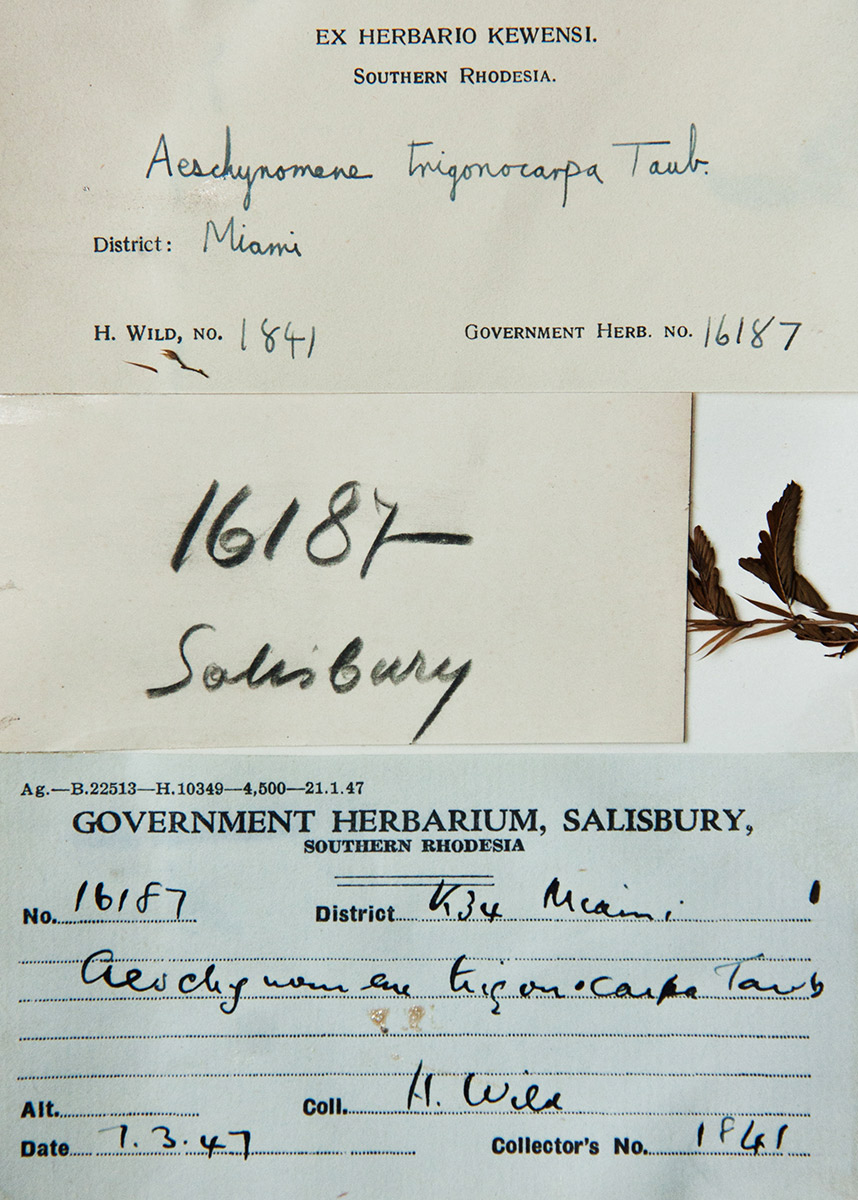 EX HERBARIO KEWENSI.
SOUTHERN RHODESIA.
Aeschynomene trigonocarpa Taub.
District: Miami
H. WILD, NO. 1841 GOVERNMENT HERB. NO. 16187
16187
Salisbury
Ag.—B.22513—H.10349—4,500—21.1.47
GOVERNMENT HERBARIUM, SALISBURY,
SOUTHERN RHODESIA
No. 16187 District K34 Miami
Aeschynomene trigonocarpa Taub
Alt. Coll. H. Wild
Date 7.3.47 Collector's No. 1841